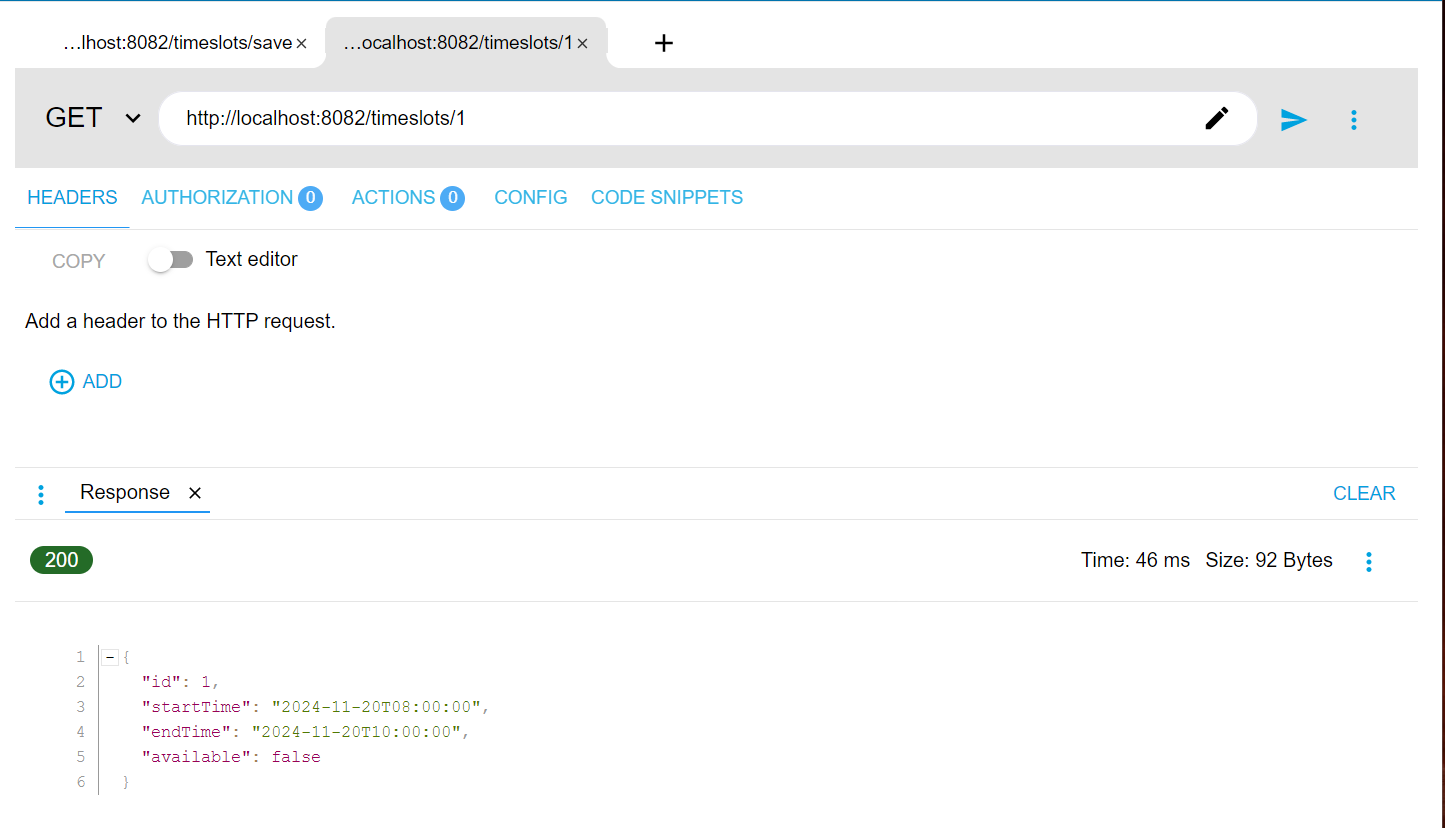 ...lhost:8082/timeslots/save × ...ocalhost:8082/timeslots/1 × +
GET http://localhost:8082/timeslots/1
HEADERS AUTHORIZATION 0 ACTIONS 0 CONFIG CODE SNIPPETS
COPY Text editor
Add a header to the HTTP request.
ADD
Response × CLEAR
200 Time: 46 ms Size: 92 Bytes
1 {
2 "id": 1,
3 "startTime": "2024-11-20T08:00:00",
4 "endTime": "2024-11-20T10:00:00",
5 "available": false
6 }